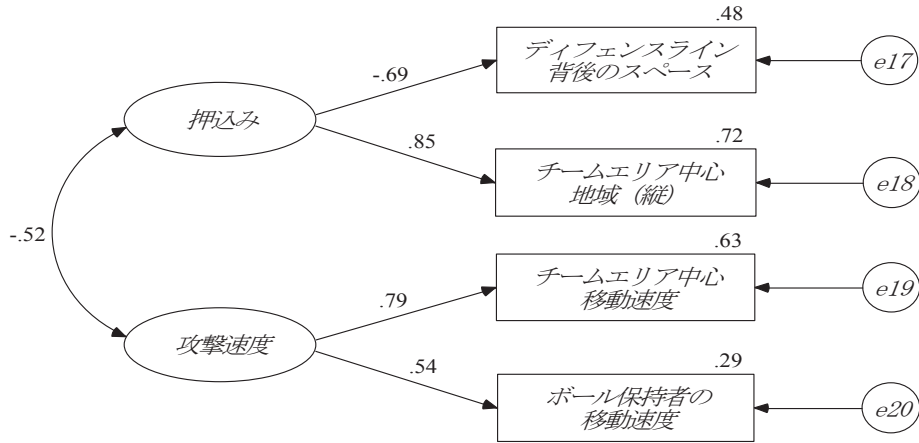 .48
ディフェンスライン
背後のスペース
e17
-.69
押込み
.85
.72
チームエリア中心
地域（縦）
e18
-.52
.63
チームエリア中心
移動速度
e19
.79
攻撃速度
.54
.29
ボール保持者の
移動速度
e20